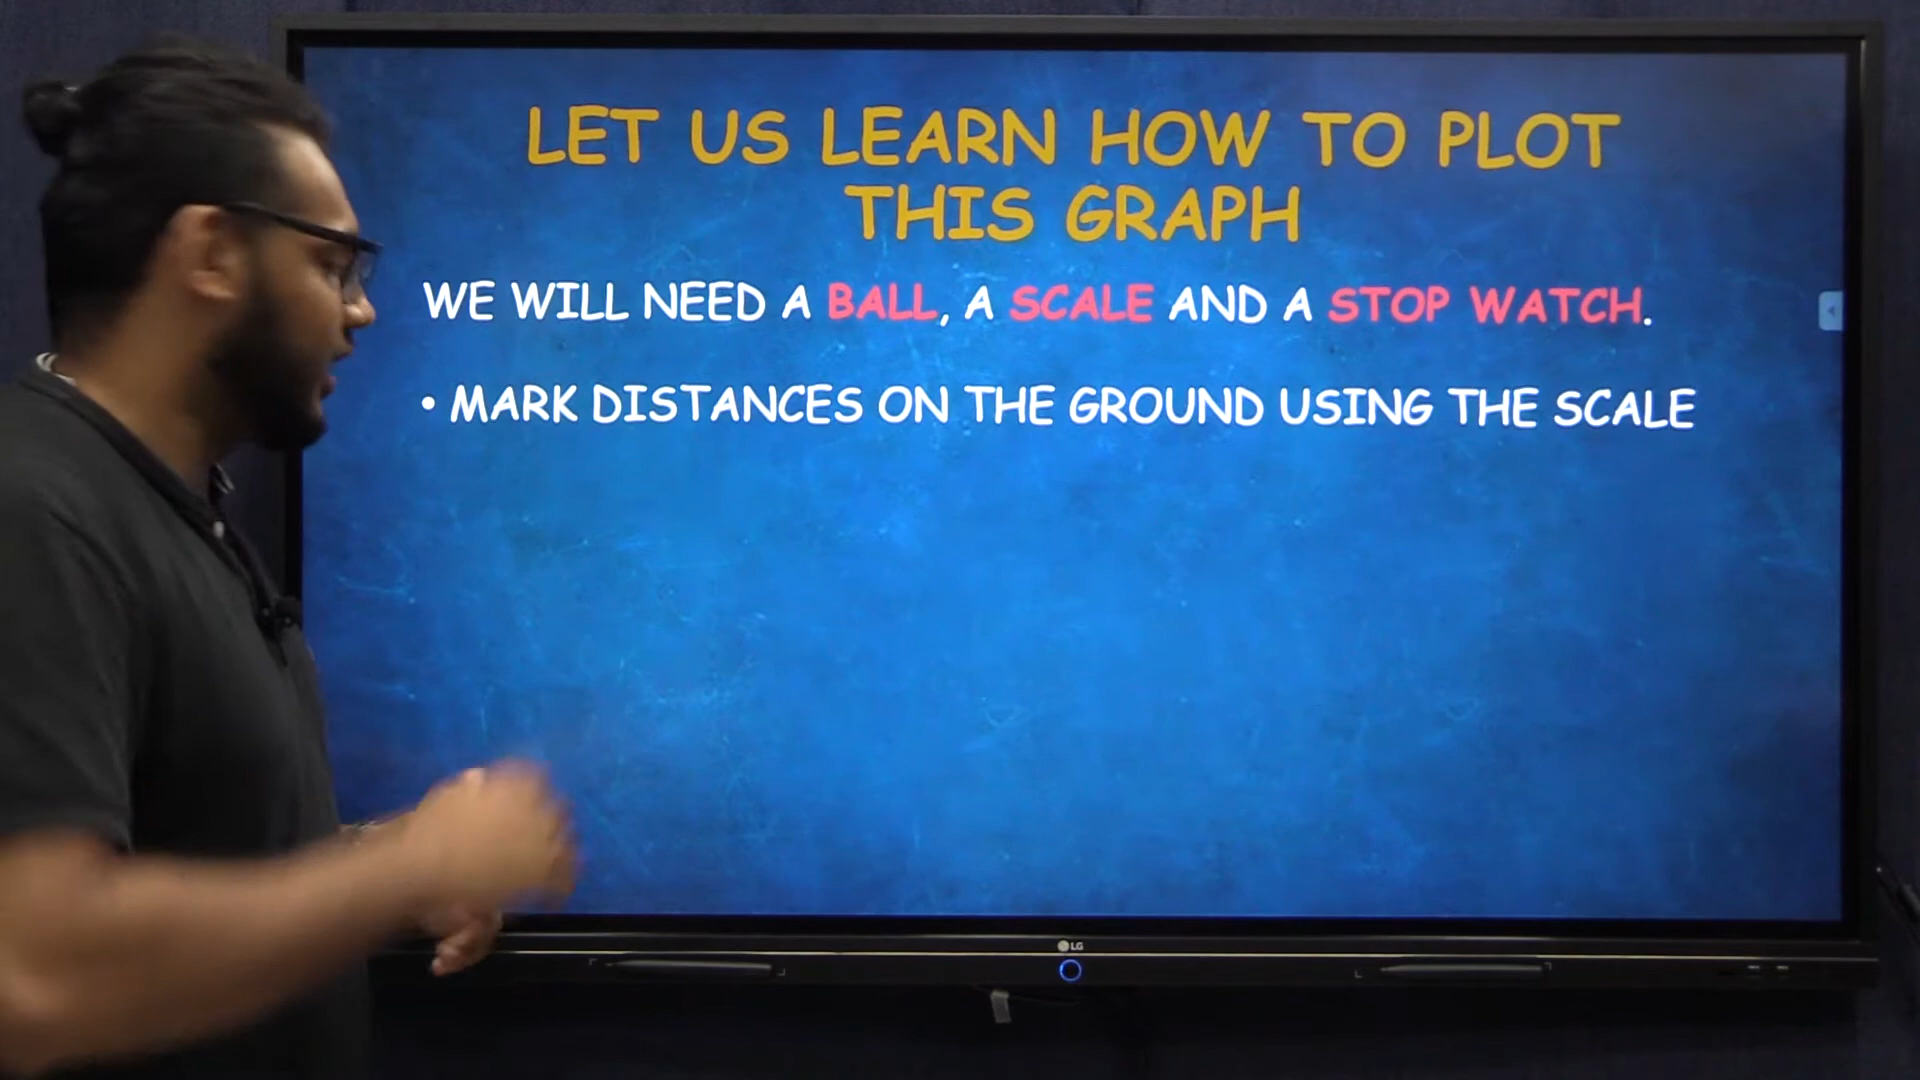 LET US LEARN HOW TO PLOT
THIS GRAPH
WE WILL NEED A BALL, A SCALE AND A STOP WATCH.
• MARK DISTANCES ON THE GROUND USING THE SCALE
LG